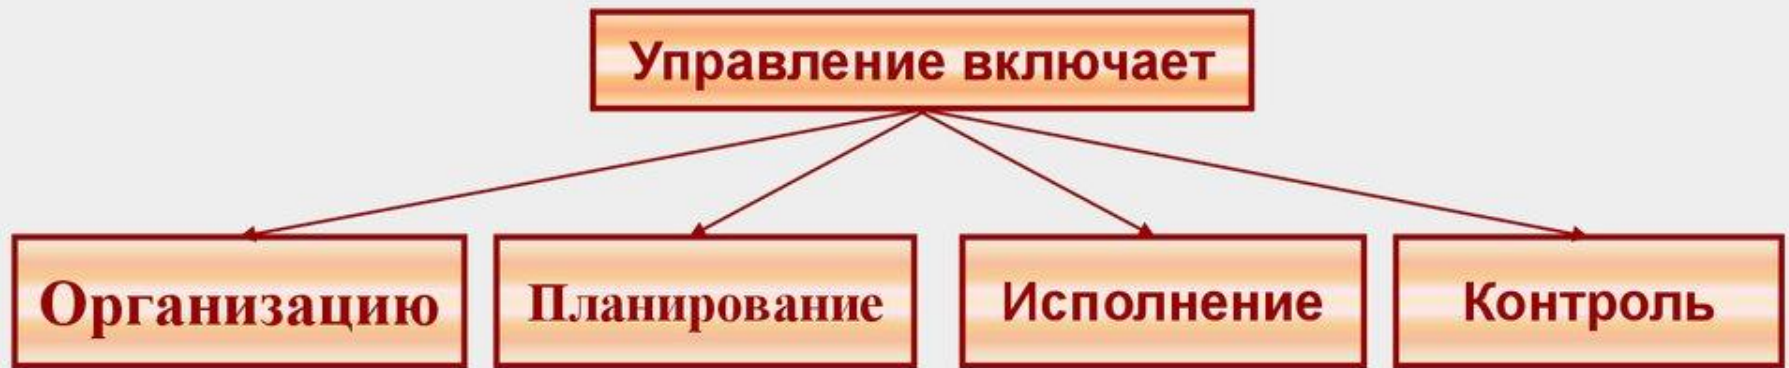 Управление включает
Организацию
Планирование
Исполнение
Контроль